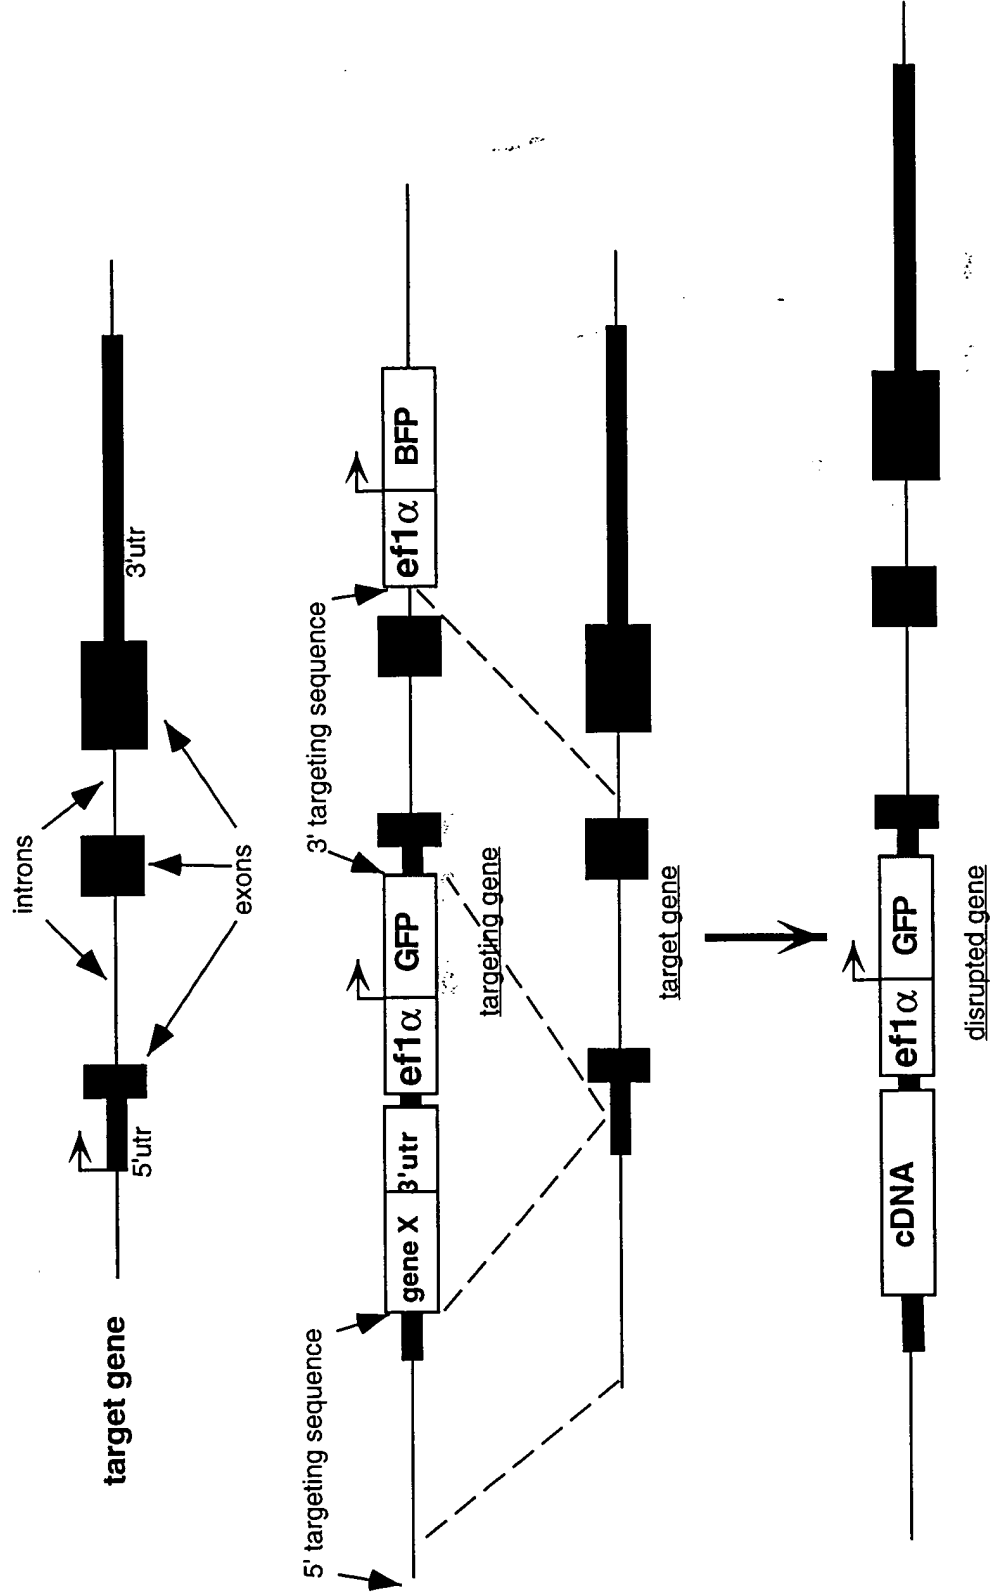 target gene
5'utr
introns
exons
3'utr
5' targeting sequence
3' targeting sequence
gene X
3'utr
ef1α
GFP
ef1α
BFP
targeting gene
target gene
cDNA
ef1α
GFP
disrupted gene